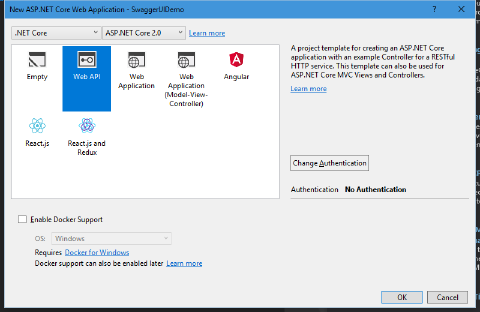 New ASP.NET Core Web Application - SwaggerUIDemo
? ×
.NET Core
ASP.NET Core 2.0
Learn more
Empty
Web API
Web
Application
Web
Application
(Model-View-
Controller)
Angular
React.js
React.js and
Redux
A project template for creating an ASP.NET Core
application with an example Controller for a RESTful
HTTP service. This template can also be used for
ASP.NET Core MVC Views and Controllers.
Learn more
Change Authentication
Authentication No Authentication
Enable Docker Support
OS: Windows
Requires Docker for Windows
Docker support can also be enabled later Learn more
OK
Cancel